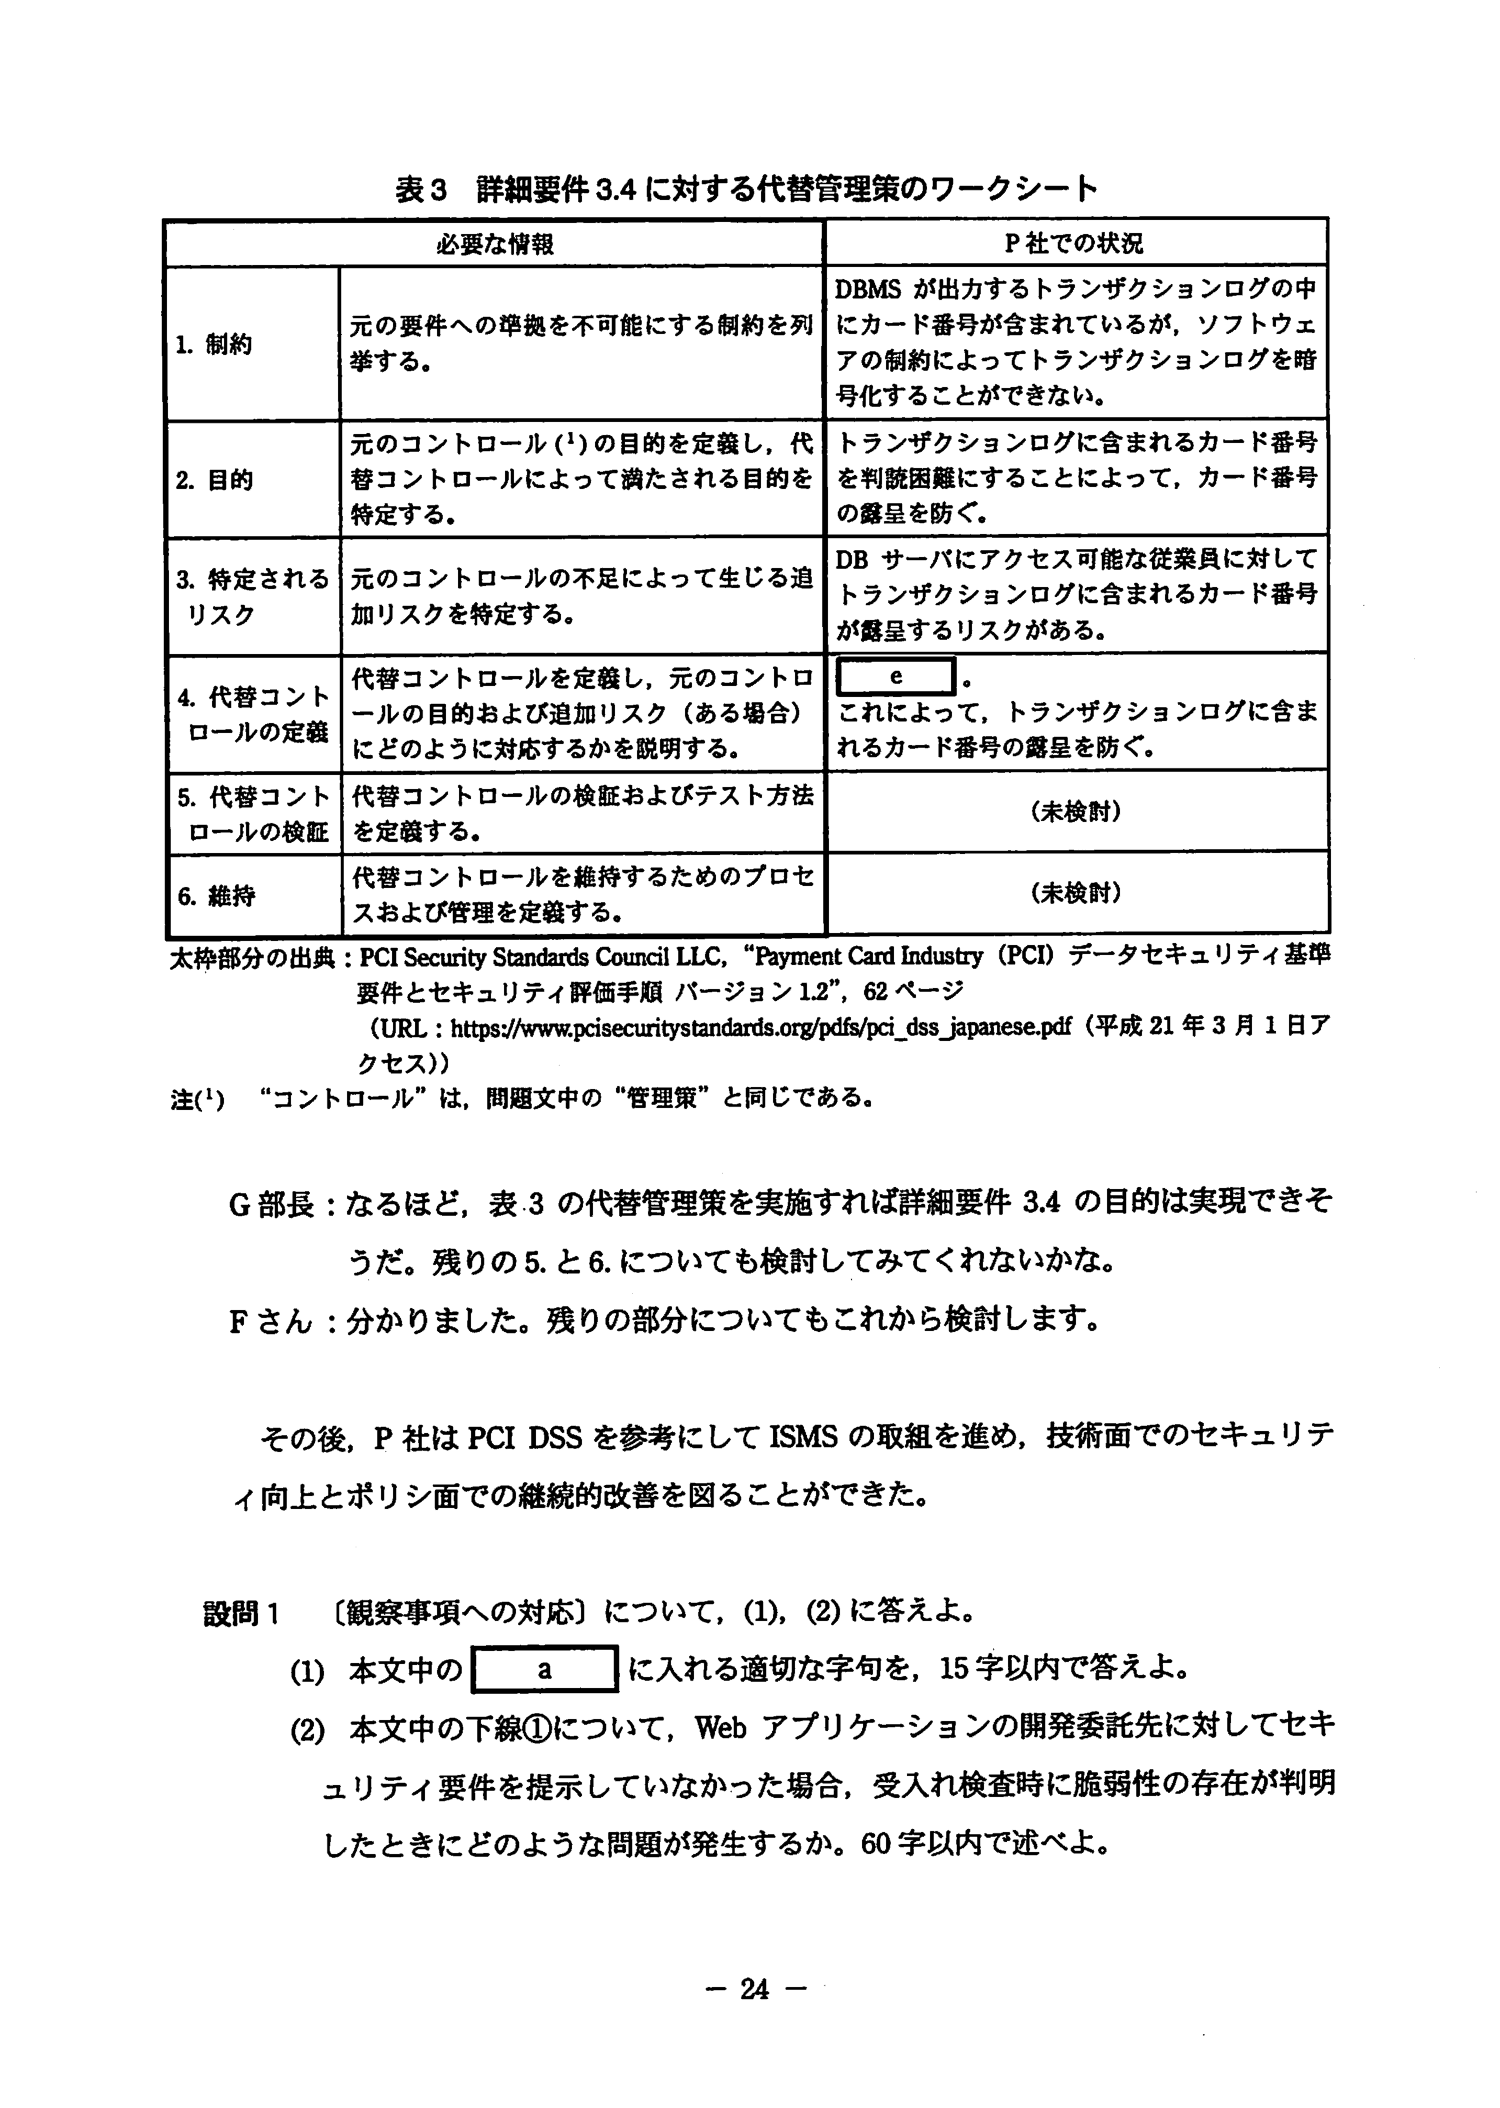 表3　詳細要件 3.4 に対する代替管理策のワークシート
必要な情報
P 社での状況
1. 制約
元の要件への準拠を不可能にする制約を列
挙する。
DBMS が出力するトランザクションログの中
にカード番号が含まれているが，ソフトウェ
アの制約によってトランザクションログを暗
号化することができない。
2. 目的
元のコントロール(¹)の目的を定義し，代
替コントロールによって満たされる目的を
特定する。
トランザクションログに含まれるカード番号
を判読困難にすることによって，カード番号
の露呈を防ぐ。
3. 特定される
リスク
元のコントロールの不足によって生じる追
加リスクを特定する。
DB サーバにアクセス可能な従業員に対して
トランザクションログに含まれるカード番号
が露呈するリスクがある。
4. 代替コント
ロールの定義
代替コントロールを定義し，元のコントロ
ールの目的および追加リスク（ある場合）
にどのように対応するかを説明する。
e 。
これによって，トランザクションログに含ま
れるカード番号の露呈を防ぐ。
5. 代替コント
ロールの検証
代替コントロールの検証およびテスト方法
を定義する。
（未検討）
6. 維持
代替コントロールを維持するためのプロセ
スおよび管理を定義する。
（未検討）
太枠部分の出典：PCI Security Standards Council LLC,“Payment Card Industry（PCI）データセキュリティ基準
要件とセキュリティ評価手順 バージョン 1.2”，62 ページ
（URL：https://www.pcisecuritystandards.org/pdfs/pci_dss_japanese.pdf（平成 21 年 3 月 1 日ア
クセス））
注(¹)　“コントロール”は，問題文中の“管理策”と同じである。
G 部長：なるほど，表 3 の代替管理策を実施すれば詳細要件 3.4 の目的は実現できそ
うだ。残りの 5. と 6. についても検討してみてくれないかな。
F さん：分かりました。残りの部分についてもこれから検討します。
その後，P 社は PCI DSS を参考にして ISMS の取組を進め，技術面でのセキュリテ
ィ向上とポリシ面での継続的改善を図ることができた。
設問 1　〔観察事項への対応〕について，(1)，(2) に答えよ。
(1) 本文中の a に入れる適切な字句を，15 字以内で答えよ。
(2) 本文中の下線①について，Web アプリケーションの開発委託先に対してセキ
ュリティ要件を提示していなかった場合，受入れ検査時に脆弱性の存在が判明
したときにどのような問題が発生するか。60 字以内で述べよ。
－ 24 －